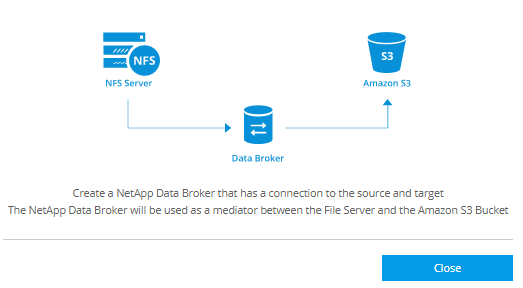 NFS
S3
NFS Server
Amazon S3
Data Broker
Create a NetApp Data Broker that has a connection to the source and target
The NetApp Data Broker will be used as a mediator between the File Server and the Amazon S3 Bucket
Close